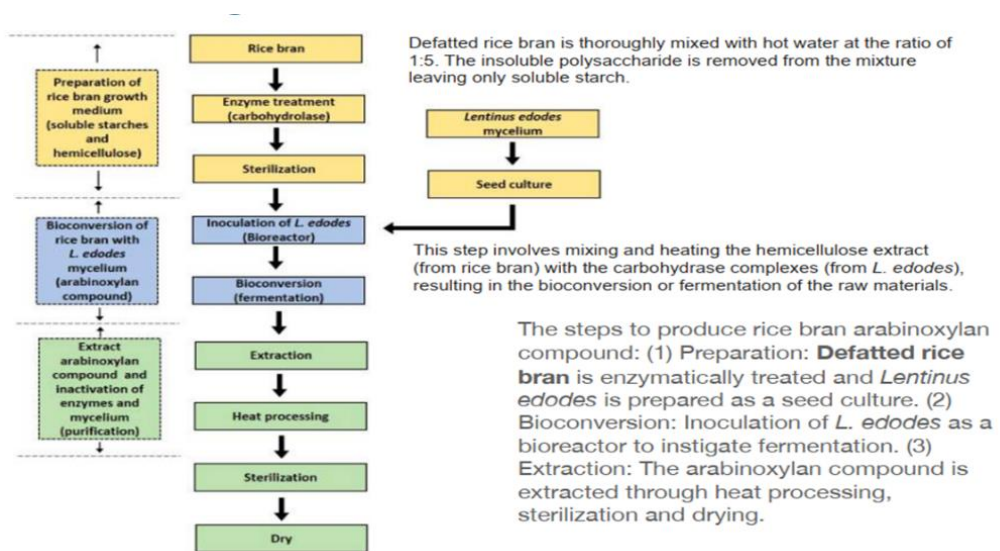 Rice bran
Defatted rice bran is thoroughly mixed with hot water at the ratio of
1:5. The insoluble polysaccharide is removed from the mixture
leaving only soluble starch.
Preparation of
rice bran growth
medium
(soluble starches
and
hemicellulose)
Enzyme treatment
(carbohydrolase)
Lentinus edodes
mycelium
Sterilization
Seed culture
Bioconversion of
rice bran with
L. edodes
mycelium
(arabinoxylan
compound)
Inoculation of L. edodes
(Bioreactor)
Bioconversion
(fermentation)
This step involves mixing and heating the hemicellulose extract
(from rice bran) with the carbohydrase complexes (from L. edodes),
resulting in the bioconversion or fermentation of the raw materials.
Extract
arabinoxylan
compound and
inactivation of
enzymes and
mycelium
(purification)
Extraction
Heat processing
Sterilization
Dry
The steps to produce rice bran arabinoxylan
compound: (1) Preparation: Defatted rice
bran is enzymatically treated and Lentinus
edodes is prepared as a seed culture. (2)
Bioconversion: Inoculation of L. edodes as a
bioreactor to instigate fermentation. (3)
Extraction: The arabinoxylan compound is
extracted through heat processing,
sterilization and drying.